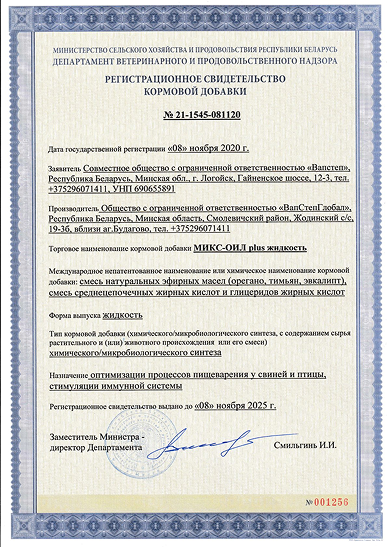 МИНИСТЕРСТВО СЕЛЬСКОГО ХОЗЯЙСТВА И ПРОДОВОЛЬСТВИЯ РЕСПУБЛИКИ БЕЛАРУСЬ
ДЕПАРТАМЕНТ ВЕТЕРИНАРНОГО И ПРОДОВОЛЬСТВЕННОГО НАДЗОРА
РЕГИСТРАЦИОННОЕ СВИДЕТЕЛЬСТВО
КОРМОВОЙ ДОБАВКИ
№ 21-1545-081120
Дата государственной регистрации «08» ноября 2020 г.
Заявитель Совместное общество с ограниченной ответственностью «Вапстеп»,
Республика Беларусь, Минская обл., г. Логойск, Гайненское шоссе, 12-3, тел.
+375296071411, УНП 690655891
Производитель Общество с ограниченной ответственностью «ВапСтепГлобал»,
Республика Беларусь, Минская область, Смолевичский район, Жодинский с/с,
19-3б, вблизи аг.Будагово, тел. +375296071411
Торговое наименование кормовой добавки МИКС-ОИЛ plus жидкость
Международное непатентованное наименование или химическое наименование кормовой
добавки: смесь натуральных эфирных масел (орегано, тимьян, эвкалипт),
смесь среднецепочечных жирных кислот и глицеридов жирных кислот
Форма выпуска жидкость
Тип кормовой добавки (химического/микробиологического синтеза, с содержанием сырья
растительного и (или) животного происхождения или его смеси)
химического/микробиологического синтеза
Назначение оптимизации процессов пищеварения у свиней и птицы,
стимуляции иммунной системы
Регистрационное свидетельство выдано до «08» ноября 2025 г.
Заместитель Министра -
директор Департамента
Смильгинь И.И.
№001256